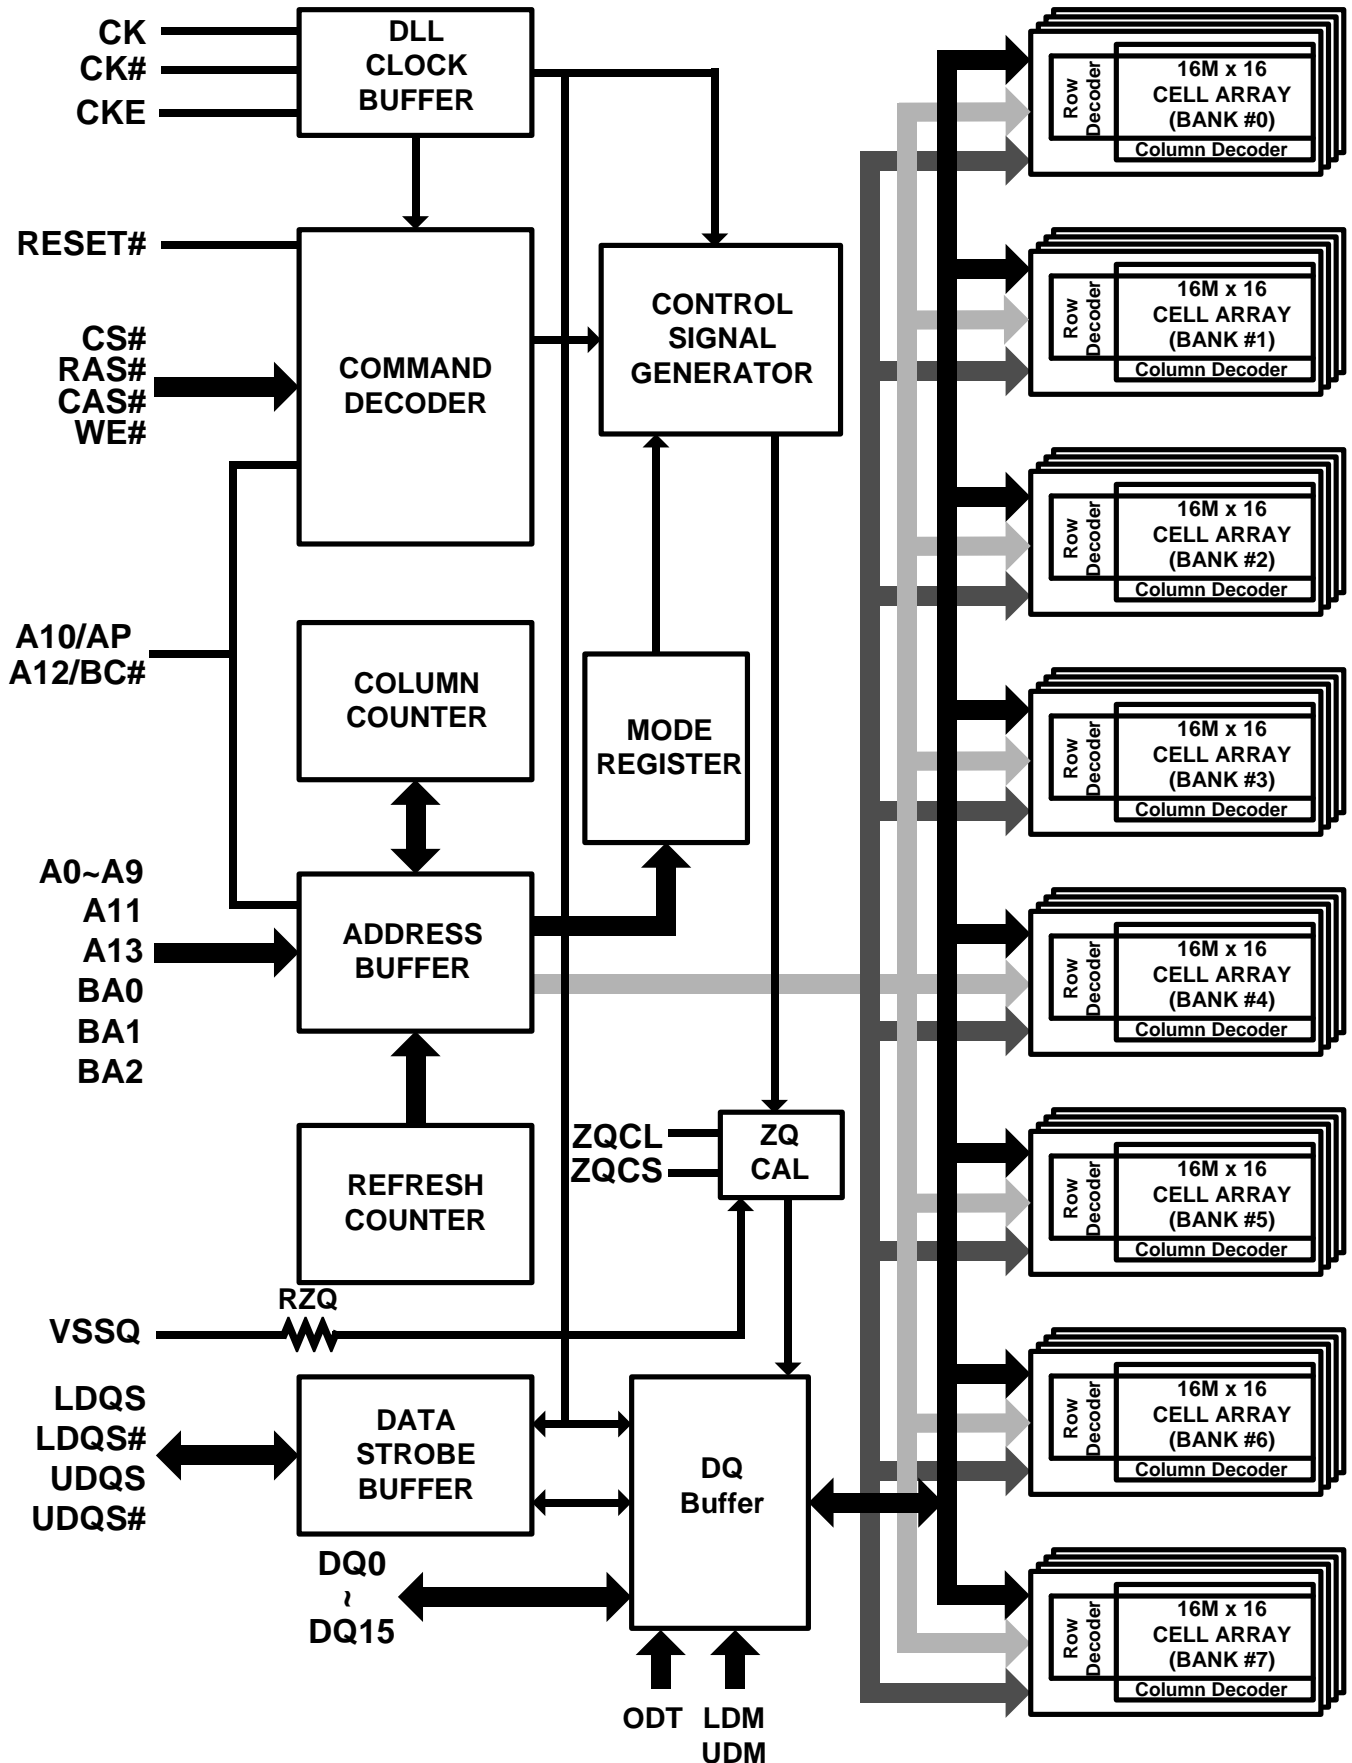 CK
CK#
CKE
DLL
CLOCK
BUFFER
RESET#
CS#
RAS#
CAS#
WE#
COMMAND
DECODER
CONTROL
SIGNAL
GENERATOR
A10/AP
A12/BC#
COLUMN
COUNTER
MODE
REGISTER
A0~A9
A11
A13
BA0
BA1
BA2
ADDRESS
BUFFER
REFRESH
COUNTER
ZQCL
ZQCS
ZQ
CAL
RZQ
VSSQ
LDQS
LDQS#
UDQS
UDQS#
DATA
STROBE
BUFFER
DQ
Buffer
DQ0
~
DQ15
ODT
LDM
UDM
Row
Decoder
16M x 16
CELL ARRAY
(BANK #0)
Column Decoder
Row
Decoder
16M x 16
CELL ARRAY
(BANK #1)
Column Decoder
Row
Decoder
16M x 16
CELL ARRAY
(BANK #2)
Column Decoder
Row
Decoder
16M x 16
CELL ARRAY
(BANK #3)
Column Decoder
Row
Decoder
16M x 16
CELL ARRAY
(BANK #4)
Column Decoder
Row
Decoder
16M x 16
CELL ARRAY
(BANK #5)
Column Decoder
Row
Decoder
16M x 16
CELL ARRAY
(BANK #6)
Column Decoder
Row
Decoder
16M x 16
CELL ARRAY
(BANK #7)
Column Decoder